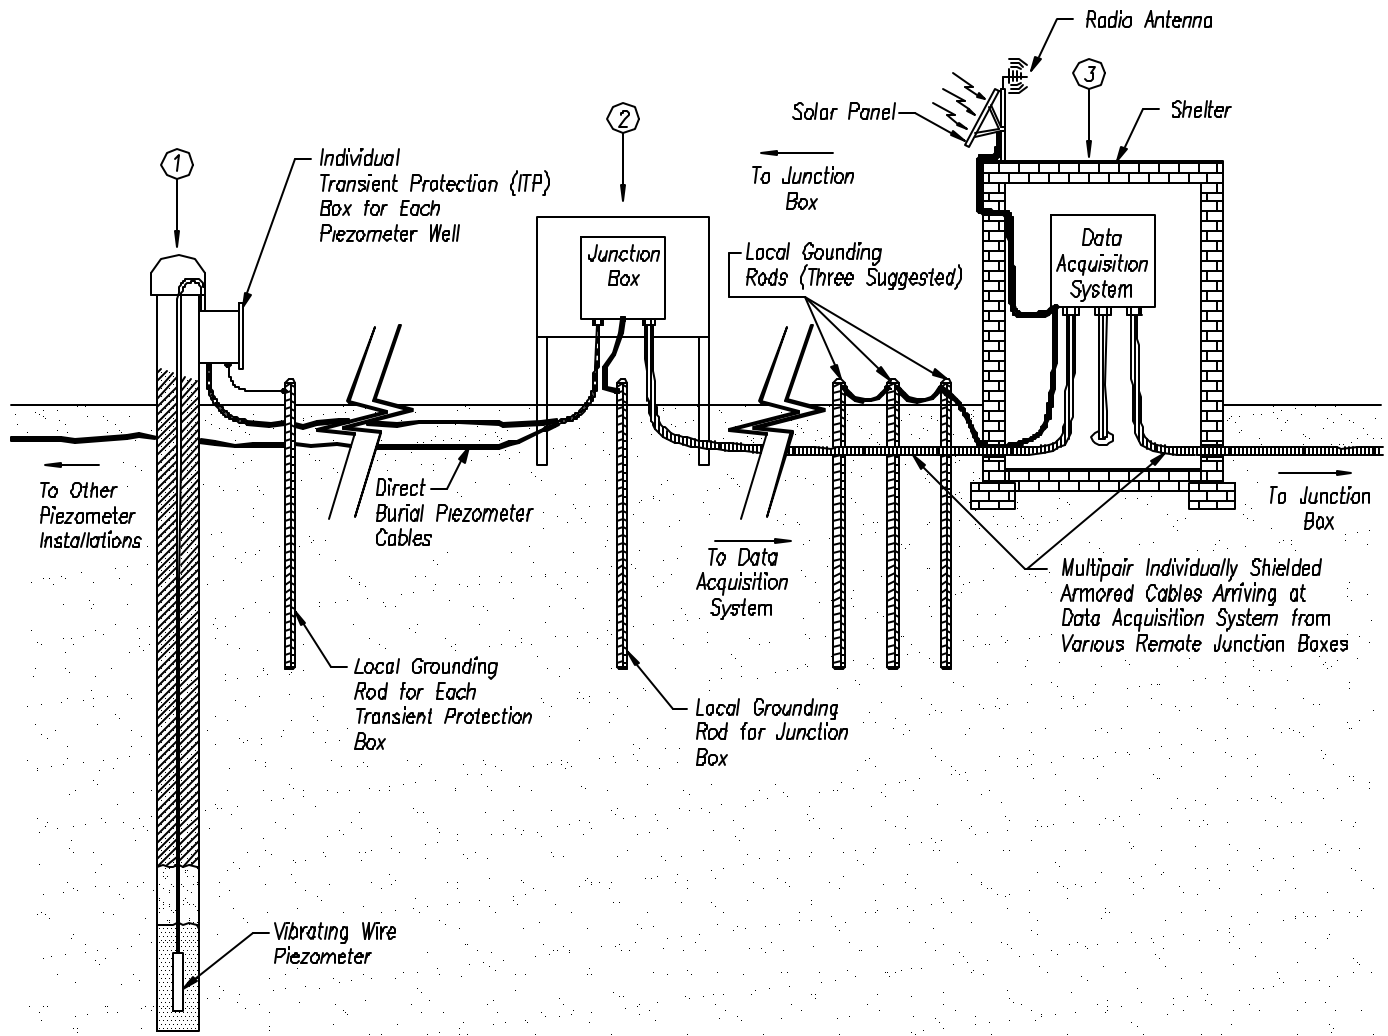 Radio Antenna
3
Solar Panel
Shelter
2
1
Individual
Transient Protection (ITP)
Box for Each
Piezometer Well
To Junction
Box
Junction
Box
Local Gounding
Rods (Three Suggested)
Data
Acquisition
System
To Other
Piezometer
Installations
Direct
Burial Piezometer
Cables
To Data
Acquisition
System
To Junction
Box
Multipair Individually Shielded
Armored Cables Arriving at
Data Acquisition System from
Various Remote Junction Boxes
Local Grounding
Rod for Each
Transient Protection
Box
Local Grounding
Rod for Junction
Box
Vibrating Wire
Piezometer